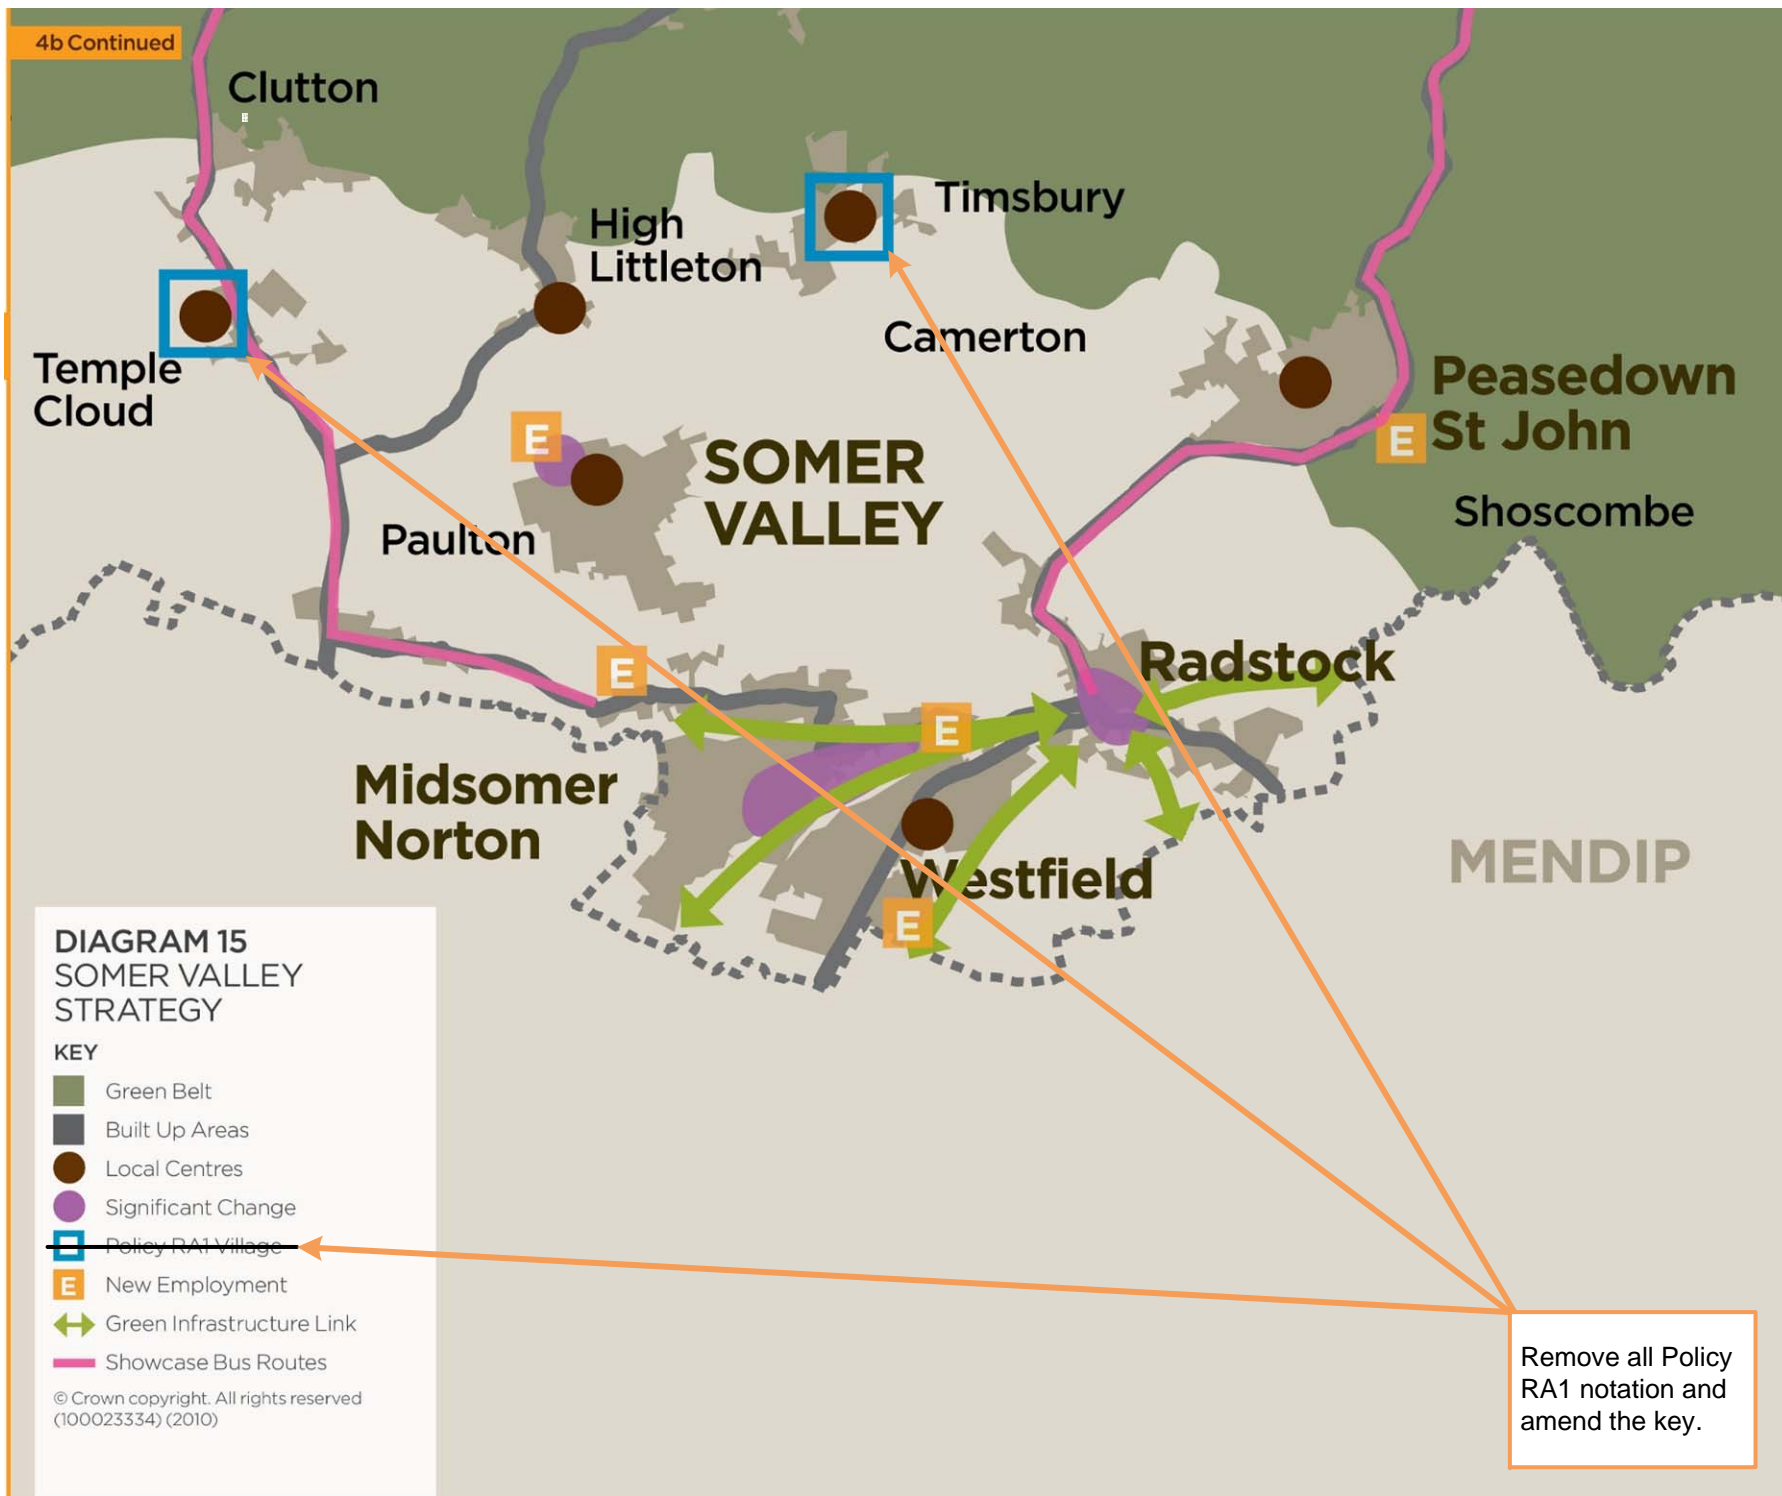 4b Continued
Clutton
Timsbury
High
Littleton
Camerton
Temple
Cloud
Peasedown
St John
E
E
SOMER
VALLEY
Shoscombe
Paulton
Radstock
E
E
Midsomer
Norton
MENDIP
Westfield
E
DIAGRAM 15
SOMER VALLEY
STRATEGY
KEY
Green Belt
Built Up Areas
Local Centres
Significant Change
Policy RA1 Village
E New Employment
Green Infrastructure Link
Showcase Bus Routes
© Crown copyright. All rights reserved
(100023334) (2010)
Remove all Policy
RA1 notation and
amend the key.